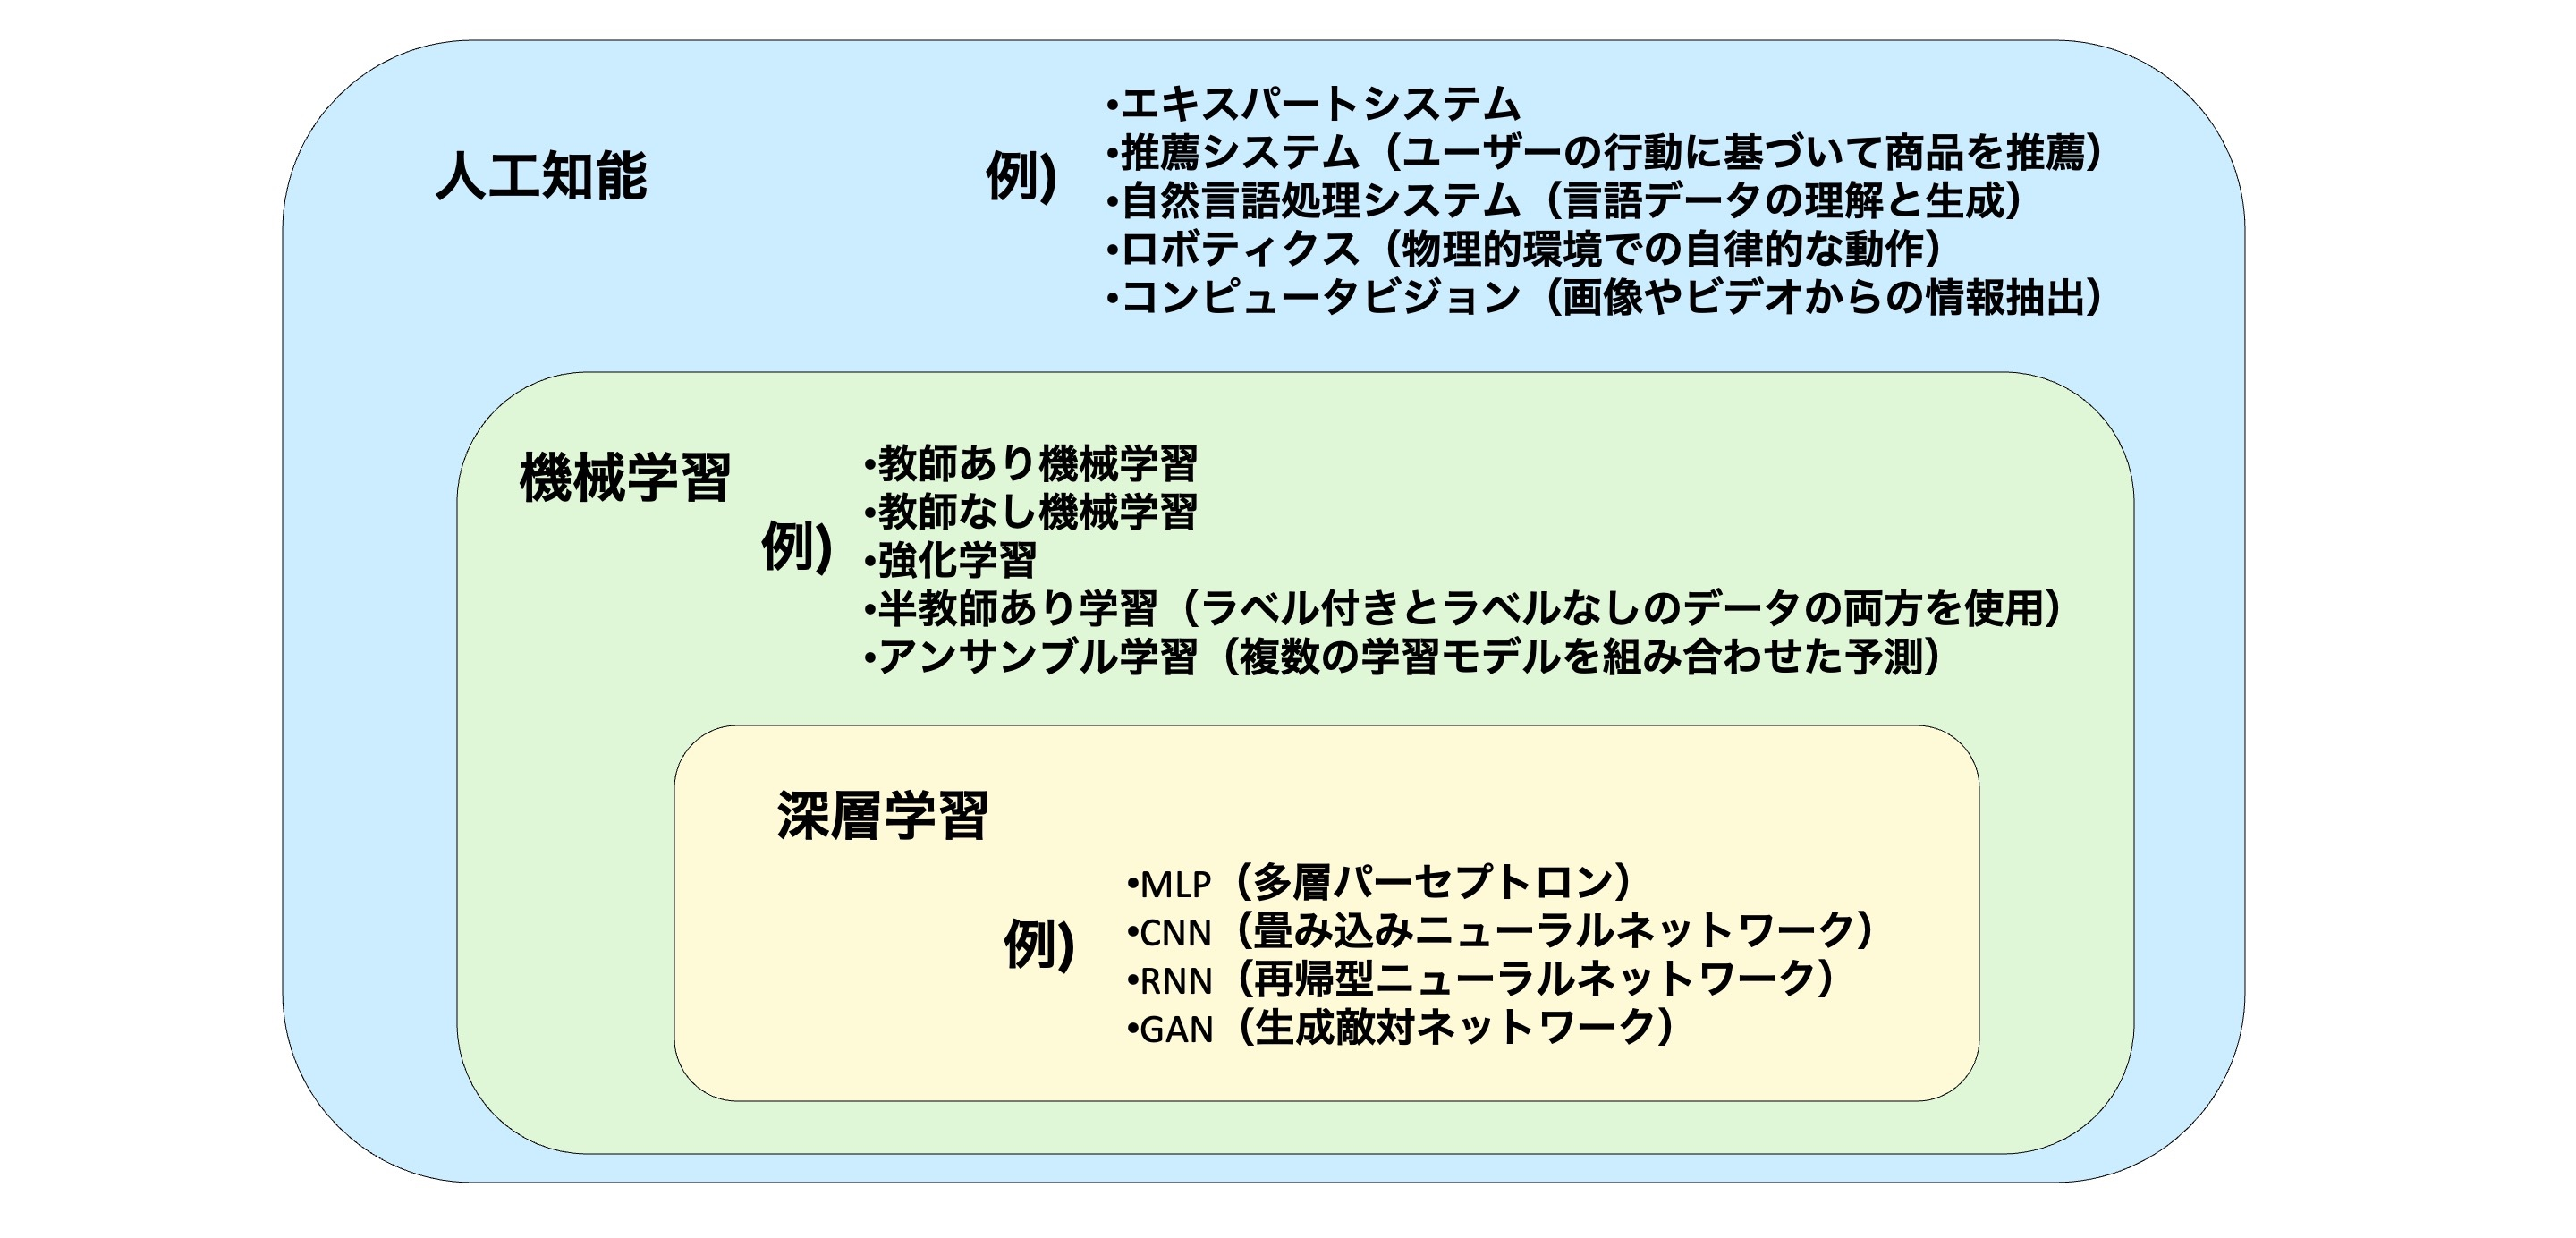 人工知能
例)
•エキスパートシステム
•推薦システム（ユーザーの行動に基づいて商品を推薦）
•自然言語処理システム（言語データの理解と生成）
•ロボティクス（物理的環境での自律的な動作）
•コンピュータビジョン（画像やビデオからの情報抽出）
機械学習
例)
•教師あり機械学習
•教師なし機械学習
•強化学習
•半教師あり学習（ラベル付きとラベルなしのデータの両方を使用）
•アンサンブル学習（複数の学習モデルを組み合わせた予測）
深層学習
例)
•MLP（多層パーセプトロン）
•CNN（畳み込みニューラルネットワーク）
•RNN（再帰型ニューラルネットワーク）
•GAN（生成敵対ネットワーク）